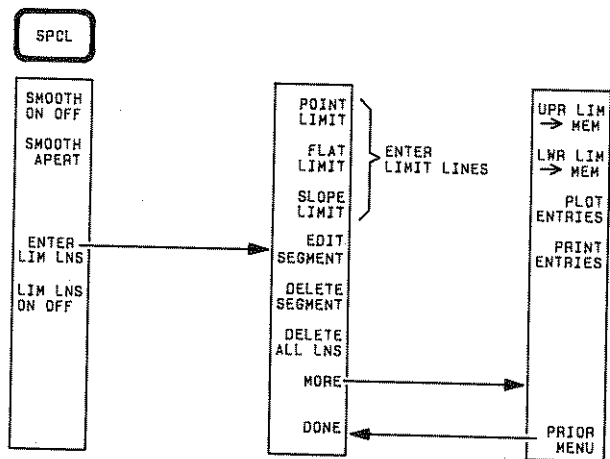 SPCL
SMOOTH
ON OFF
SMOOTH
APERT
ENTER
LIM LNS
LIM LNS
ON OFF
POINT
LIMIT
FLAT
LIMIT
SLOPE
LIMIT
ENTER
LIMIT LINES
EDIT
SEGMENT
DELETE
SEGMENT
DELETE
ALL LNS
MORE
DONE
UPR LIM
→ MEM
LWR LIM
→ MEM
PLOT
ENTRIES
PRINT
ENTRIES
PRIOR
MENU